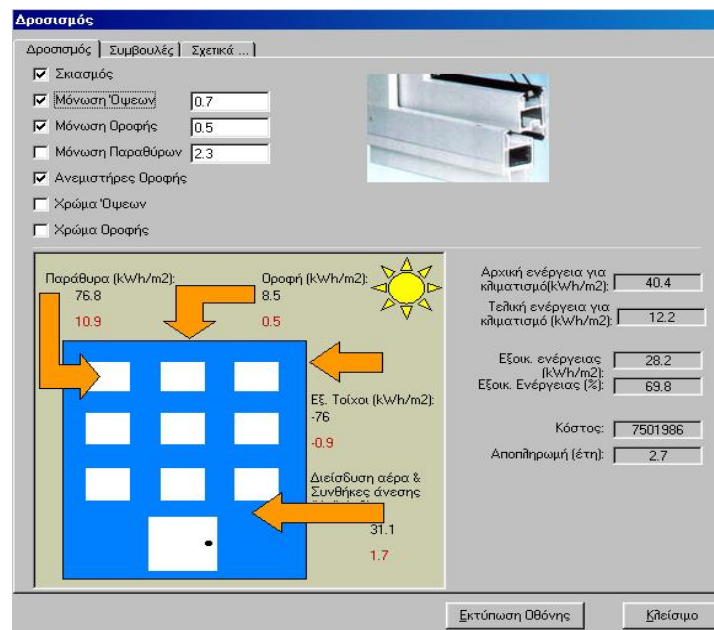 Δροσισμός
Δροσισμός Συμβουλές Σχετικά ...
Σκιασμός
Μόνωση Όψεων 0.7
Μόνωση Οροφής 0.5
Μόνωση Παραθύρων 2.3
Ανεμιστήρες Οροφής
Χρώμα Όψεων
Χρώμα Οροφής
Παράθυρα (kWh/m2):
76.8
10.9
Οροφή (kWh/m2):
8.5
0.5
Εξ. Τοίχοι (kWh/m2):
-76
-0.9
Διείσδυση αέρα &
Συνθήκες άνεσης
31.1
1.7
Αρχική ενέργεια για
κλιματισμό(kWh/m2): 40.4
Τελική ενέργεια για
κλιματισμό (kWh/m2): 12.2
Εξοικ. ενέργειας 28.2
(kWh/m2):
Εξοικ. Ενέργειας (%): 69.8
Κόστος: 7501986
Αποπληρωμή (έτη): 2.7
Εκτύπωση Οθόνης Κλείσιμο